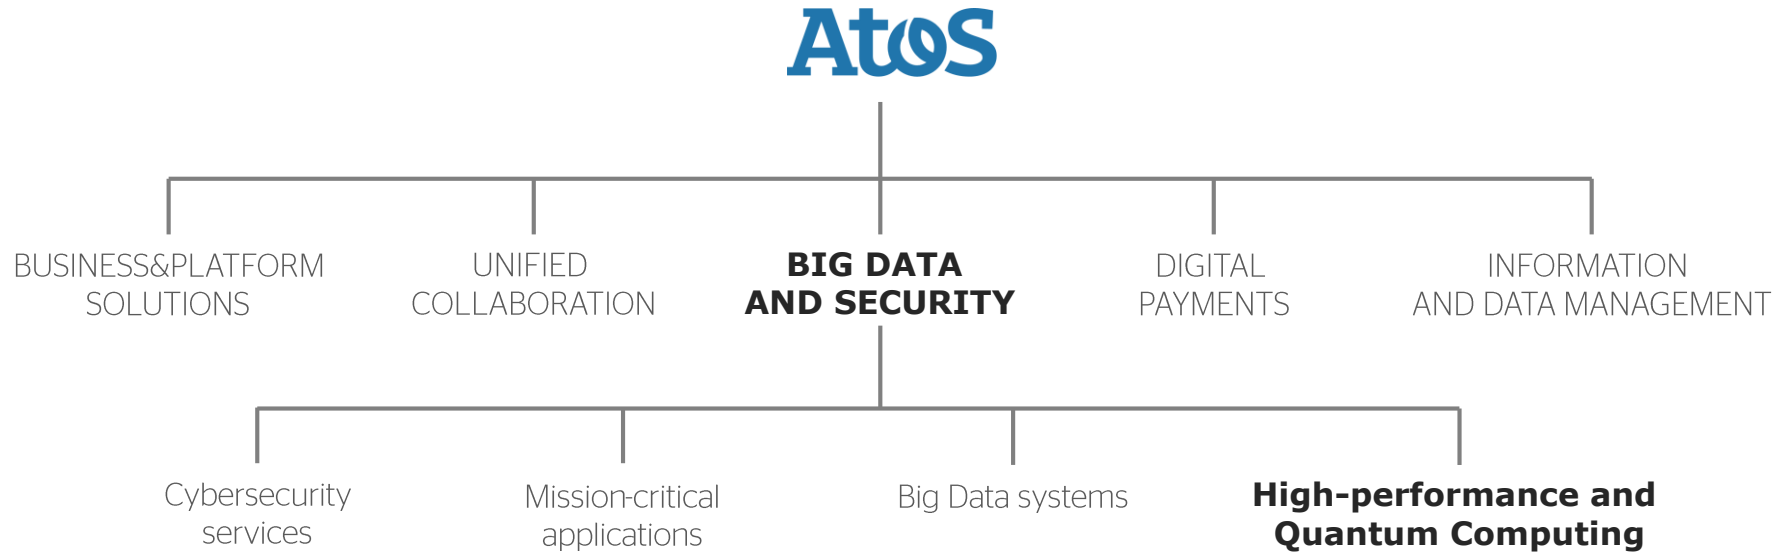 Atos
BUSINESS&PLATFORM
SOLUTIONS
UNIFIED
COLLABORATION
BIG DATA
AND SECURITY
DIGITAL
PAYMENTS
INFORMATION
AND DATA MANAGEMENT
Cybersecurity
services
Mission-critical
applications
Big Data systems
High-performance and
Quantum Computing